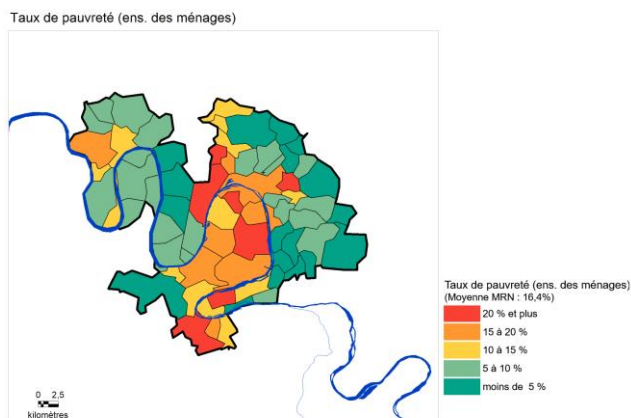 Taux de pauvreté (ens. des ménages)
Taux de pauvreté (ens. des ménages)
(Moyenne MRN : 16,4%)
20 % et plus
15 à 20 %
10 à 15 %
5 à 10 %
moins de 5 %
0 2,5
kilomètres